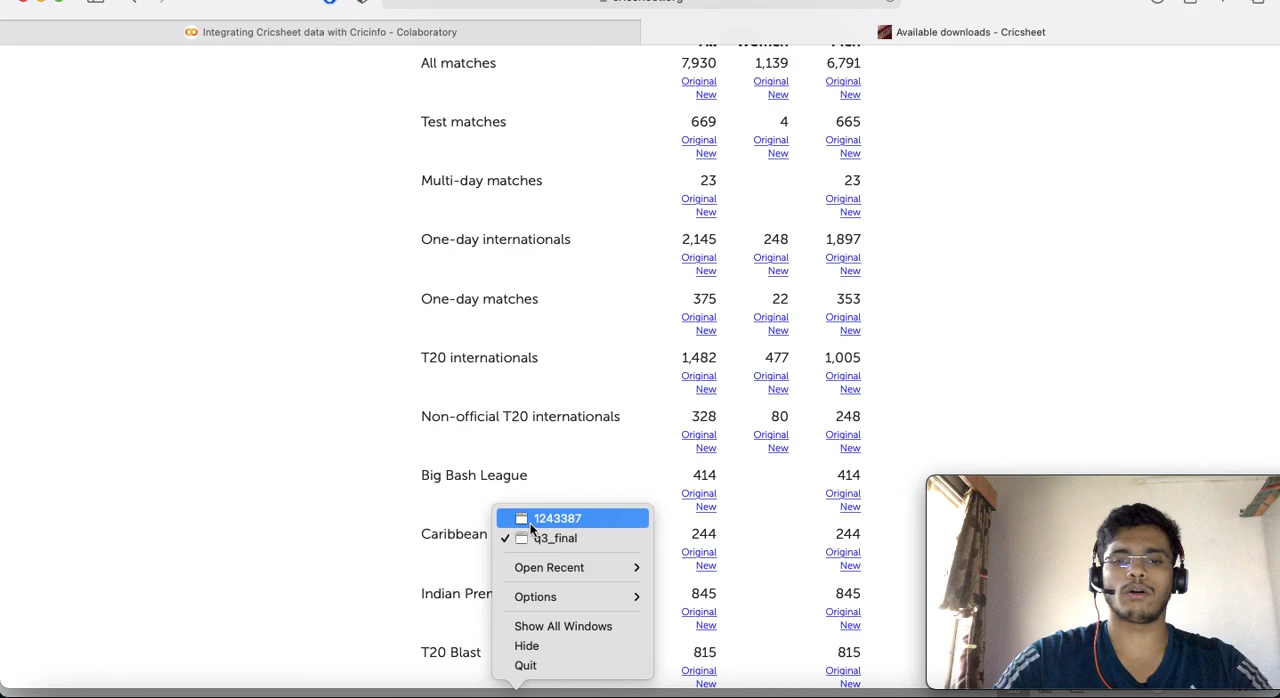 Integrating Cricsheet data with Cricinfo - Colaboratory
Available downloads - Cricsheet
All matches 7,930 1,139 6,791
Original Original Original
New New New
Test matches 669 4 665
Original Original Original
New New New
Multi-day matches 23 23
Original Original
New New
One-day internationals 2,145 248 1,897
Original Original Original
New New New
One-day matches 375 22 353
Original Original Original
New New New
T20 internationals 1,482 477 1,005
Original Original Original
New New New
Non-official T20 internationals 328 80 248
Original Original Original
New New New
Big Bash League 414 414
Original Original
New New
Caribbean 244 244
Original Original
New New
Indian Prem 845 845
Original Original
New New
T20 Blast 815 815
Original Original
New New
1243387
q3_final
Open Recent
Options
Show All Windows
Hide
Quit